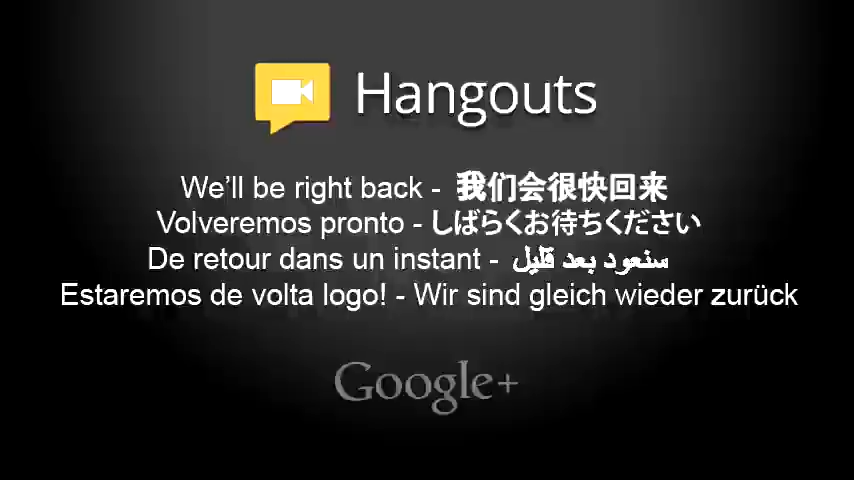 Hangouts
We'll be right back - 我们会很快回来
Volveremos pronto - しばらくお待ちください
De retour dans un instant - سنعود بعد قليل
Estaremos de volta logo! - Wir sind gleich wieder zurück
Google+